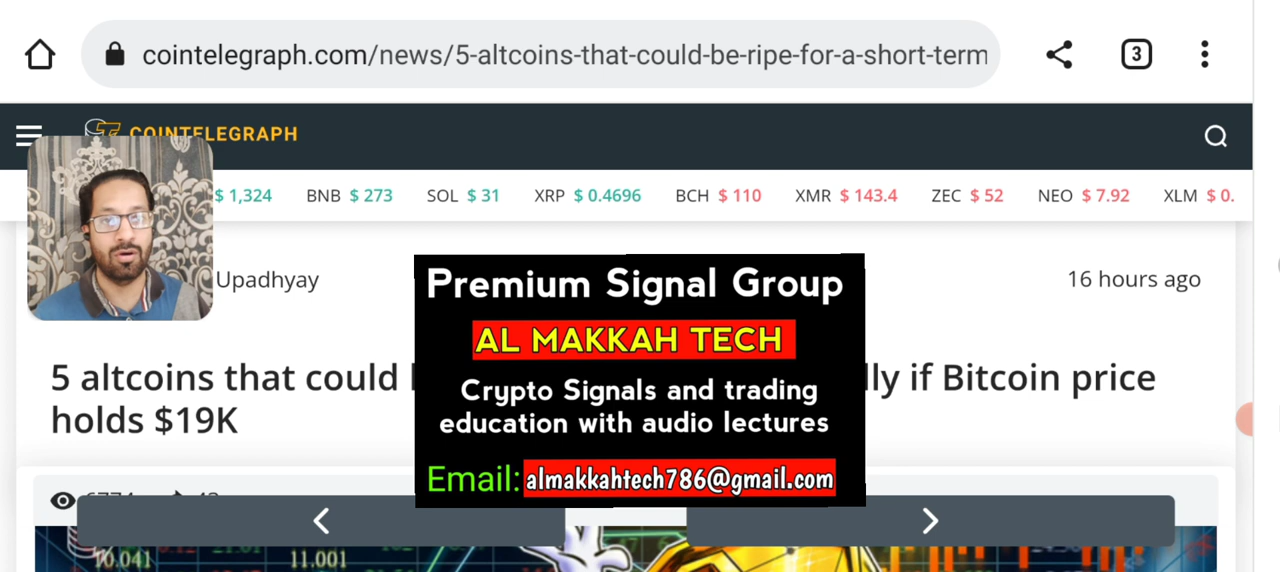 cointelegraph.com/news/5-altcoins-that-could-be-ripe-for-a-short-term
3
COINTELEGRAPH
$ 1,324 BNB $ 273 SOL $ 31 XRP $ 0.4696 BCH $ 110 XMR $ 143.4 ZEC $ 52 NEO $ 7.92 XLM $ 0.
Upadhyay
16 hours ago
Premium Signal Group
AL MAKKAH TECH
Crypto Signals and trading
education with audio lectures
Email: almakkahtech786@gmail.com
5 altcoins that could lly if Bitcoin price
holds $19K
11.001